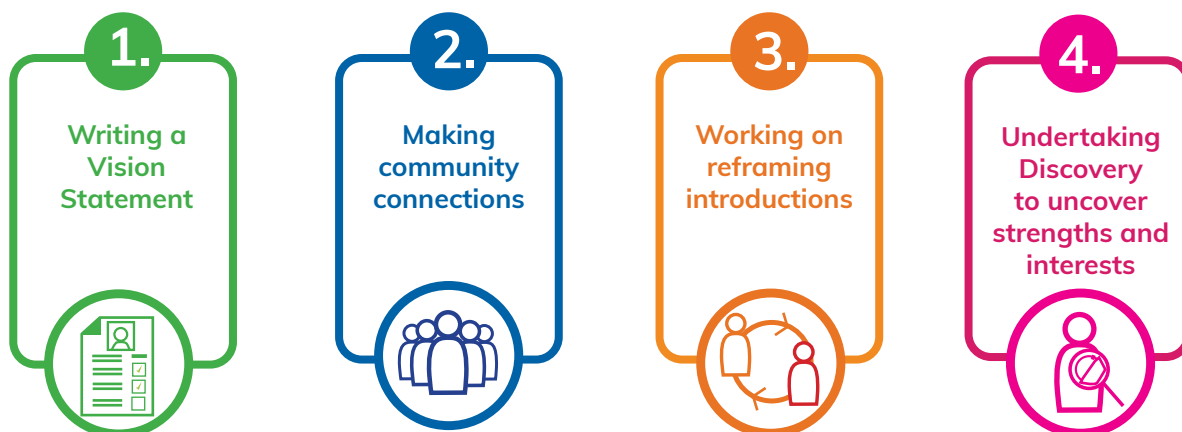 1.
Writing a
Vision
Statement
2.
Making
community
connections
3.
Working on
reframing
introductions
4.
Undertaking
Discovery
to uncover
strengths and
interests